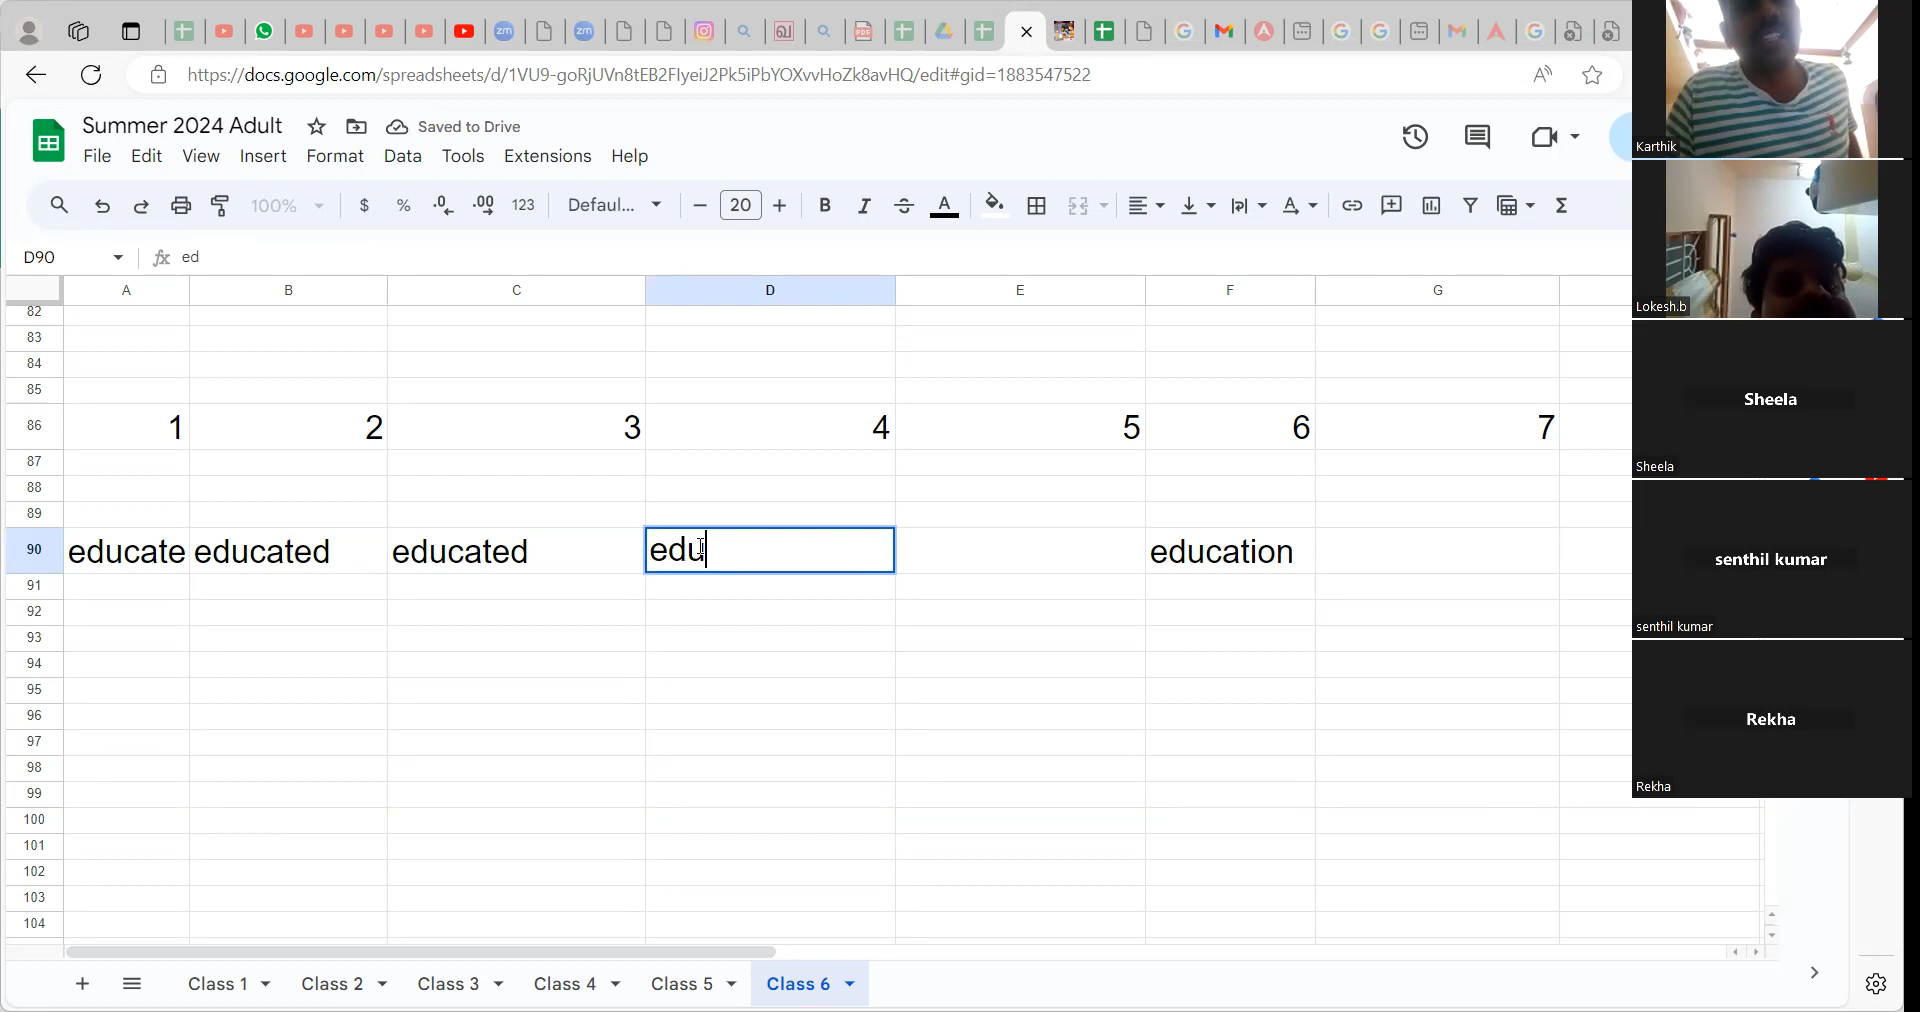 https://docs.google.com/spreadsheets/d/1VU9-goRjUVn8tEB2FIyeiJ2Pk5iPbYOXvvHoZk8avHQ/edit#gid=1883547522
Summer 2024 Adult
Saved to Drive
File Edit View Insert Format Data Tools Extensions Help
100% $ % .0 .00 123 Defaul... 20 B I A
D90 fx ed
A B C D E F G
82
83
84
85
86 1 2 3 4 5 6 7
87
88
89
90 educate educated educated edu education
91
92
93
94
95
96
97
98
99
100
101
102
103
104
Class 1 Class 2 Class 3 Class 4 Class 5 Class 6
Karthik
Lokesh.b
Sheela
Sheela
senthil kumar
senthil kumar
Rekha
Rekha